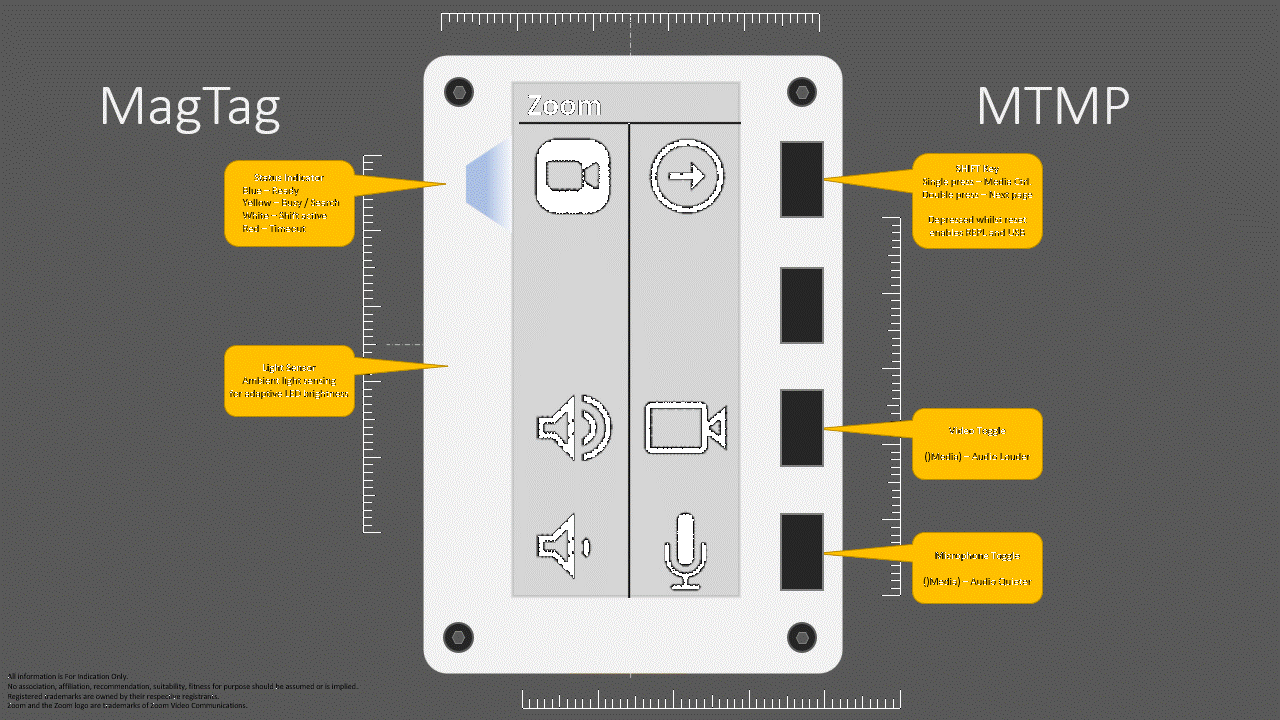 MagTag
MTMP
Zoom
Status Indicator
Blue – Ready
Yellow – Busy / Search
White - Shift active
Red – Timeout
Light Sensor
Ambient light sensing
for adaptive LED brightness
SHIFT Key
Single press – Media Ctrl
Double press – Next page
Depressed whilst reset
enables REPL and USB
Video Toggle
(Media) – Audio Louder
Microphone Toggle
(Media) – Audio Quieter
All information is For Indication Only.
No association, affiliation, recommendation, suitability, fitness for purpose should be assumed or is implied.
Registered trademarks are owned by their respective registrants.
Zoom and the Zoom logo are trademarks of Zoom Video Communications.